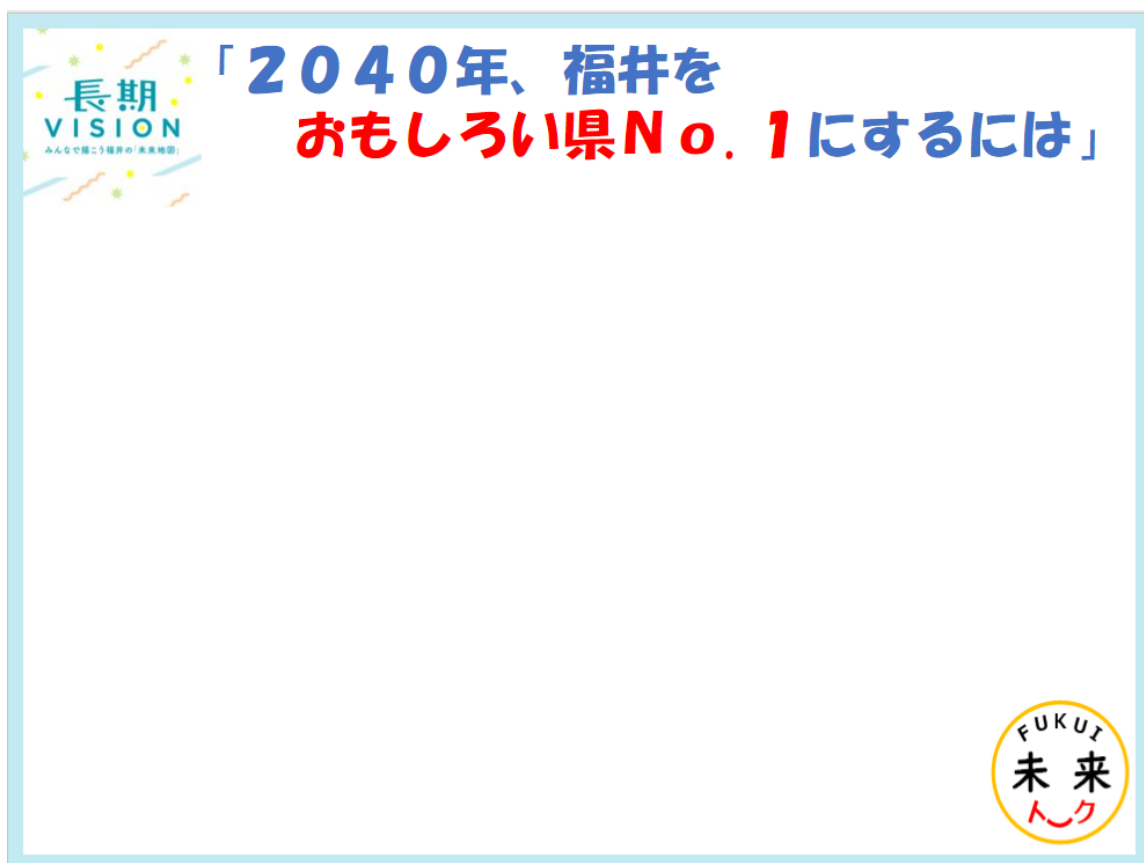 長期
VISION
みんなで描こう福井の「未来地図」
「２０４０年、福井を
おもしろい県Ｎｏ．１にするには」
FUKUI
未来
トーク